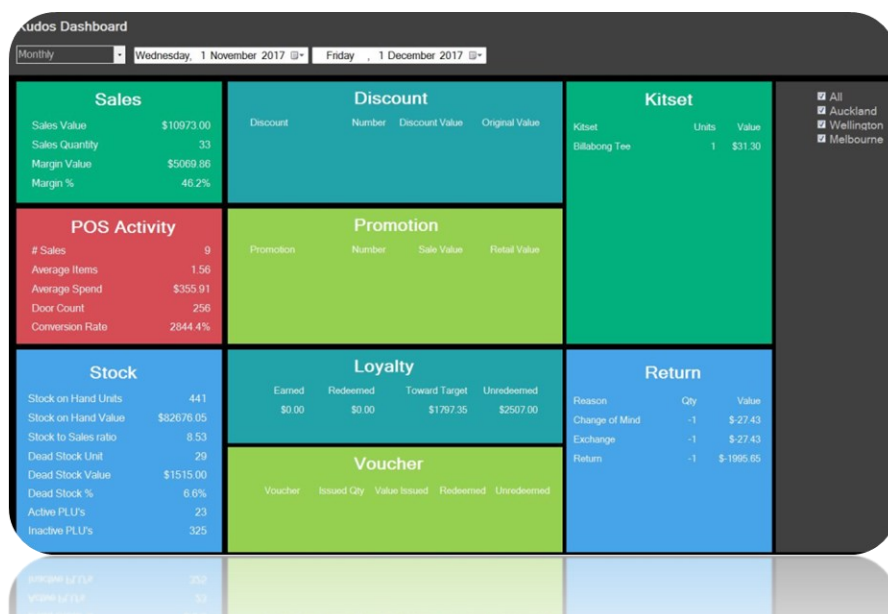 Kudos Dashboard
Monthly Wednesday, 1 November 2017 Friday , 1 December 2017
Sales
Sales Value $10973.00
Sales Quantity 33
Margin Value $5069.86
Margin % 46.2%
Discount
Discount Number Discount Value Original Value
Kitset
Kitset Units Value
Billabong Tee 1 $31.30
All
Auckland
Wellington
Melbourne
POS Activity
# Sales 9
Average Items 1.56
Average Spend $355.91
Door Count 256
Conversion Rate 2844.4%
Promotion
Promotion Number Sale Value Retail Value
Stock
Stock on Hand Units 441
Stock on Hand Value $82676.05
Stock to Sales ratio 8.53
Dead Stock Unit 29
Dead Stock Value $1515.00
Dead Stock % 6.6%
Active PLU's 23
Inactive PLU's 325
Loyalty
Earned Redeemed Toward Target Unredeemed
$0.00 $0.00 $1797.35 $2507.00
Voucher
Voucher Issued Qty Value Issued Redeemed Unredeemed
Return
Reason Qty Value
Change of Mind -1 $-27.43
Exchange -1 $-27.43
Return -1 $-1995.65